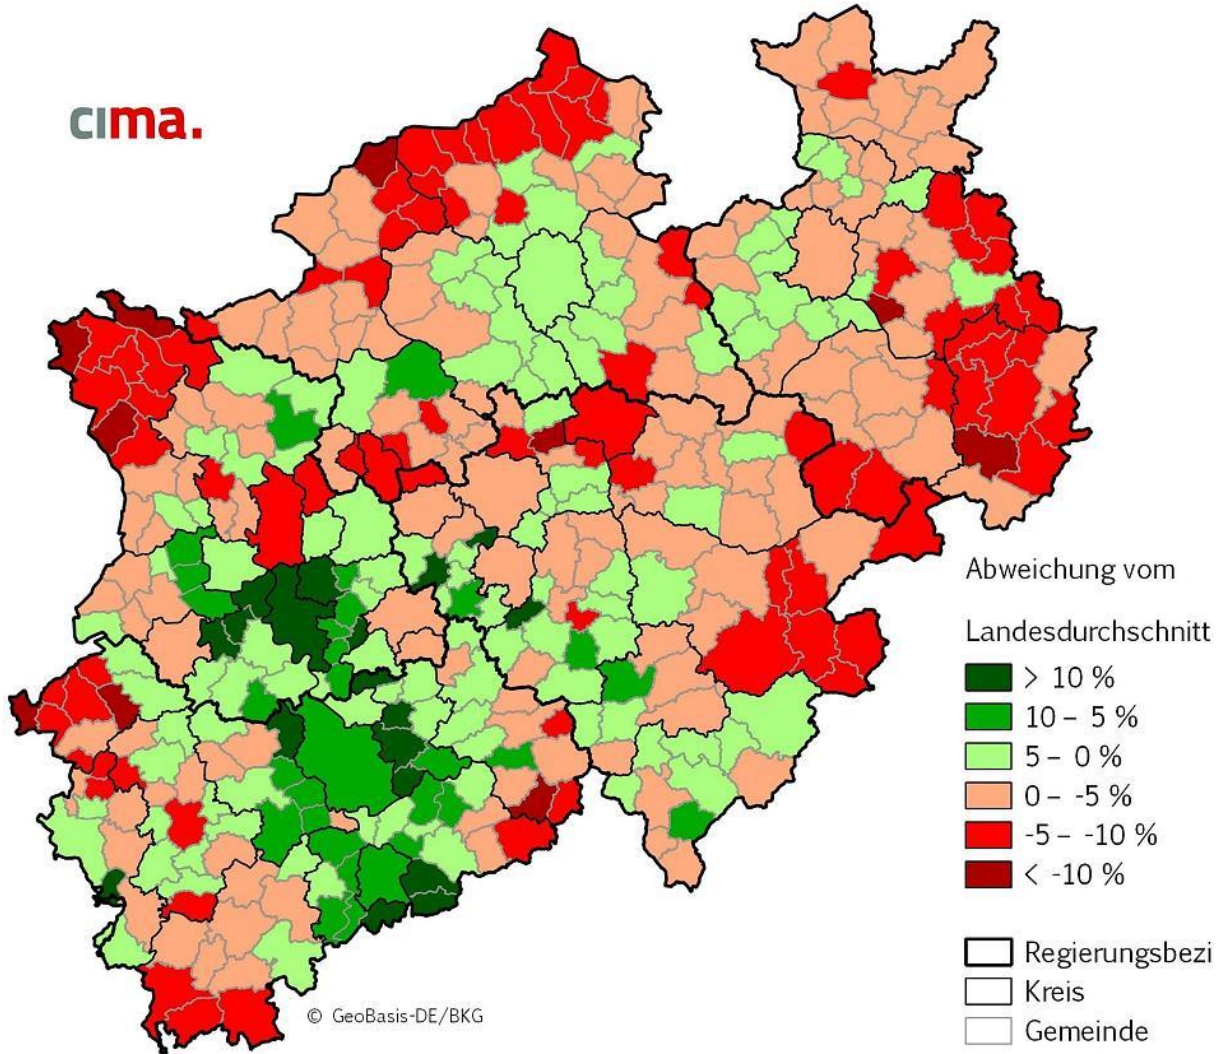 cima.
Abweichung vom
Landesdurchschnitt
> 10 %
10 – 5 %
5 – 0 %
0 – -5 %
-5 – -10 %
< -10 %
Regierungsbezi
Kreis
Gemeinde
© GeoBasis-DE/BKG